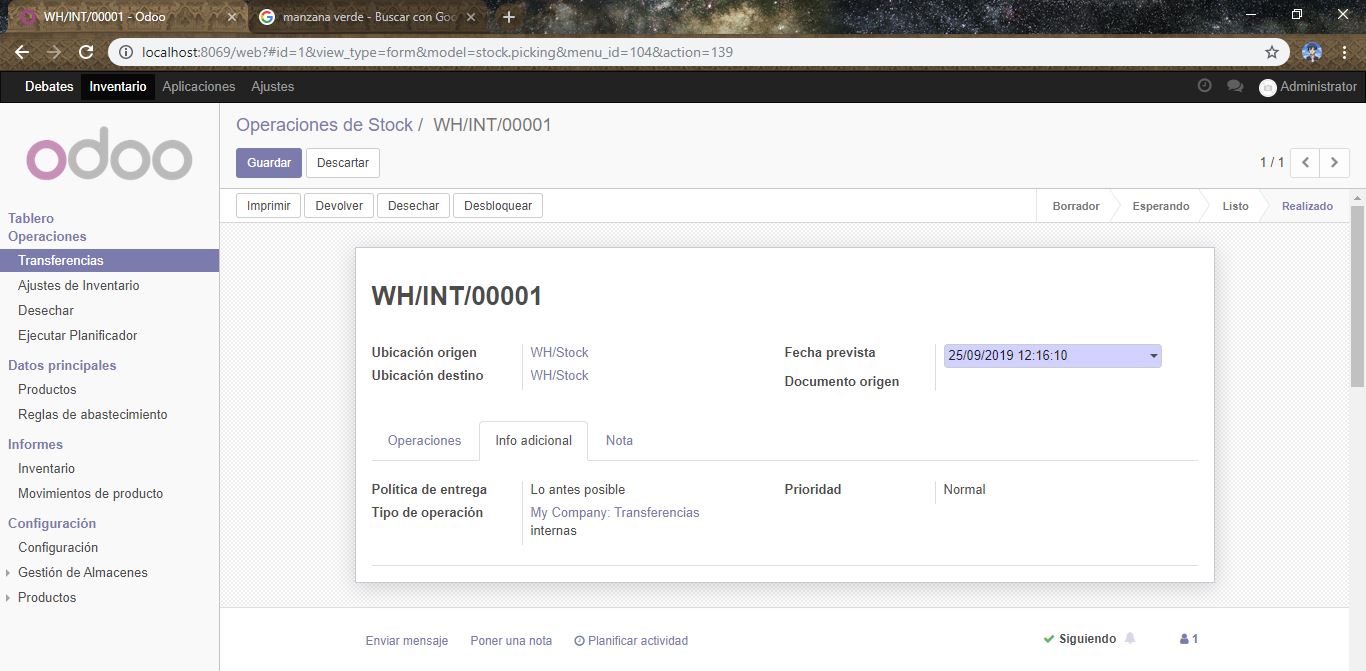 WH/INT/00001 - Odoo
manzana verde - Buscar con Goo
localhost:8069/web?#id=1&view_type=form&model=stock.picking&menu_id=104&action=139
Debates Inventario Aplicaciones Ajustes Administrator
odoo
Operaciones de Stock / WH/INT/00001
Guardar Descartar 1 / 1
Imprimir Devolver Desechar Desbloquear Borrador Esperando Listo Realizado
Tablero
Operaciones
Transferencias
Ajustes de Inventario
Desechar
Ejecutar Planificador
Datos principales
Productos
Reglas de abastecimiento
Informes
Inventario
Movimientos de producto
Configuración
Configuración
Gestión de Almacenes
Productos
WH/INT/00001
Ubicación origen WH/Stock Fecha prevista 25/09/2019 12:16:10
Ubicación destino WH/Stock Documento origen
Operaciones Info adicional Nota
Política de entrega Lo antes posible Prioridad Normal
Tipo de operación My Company: Transferencias
internas
Enviar mensaje Poner una nota Planificar actividad Siguiendo 1